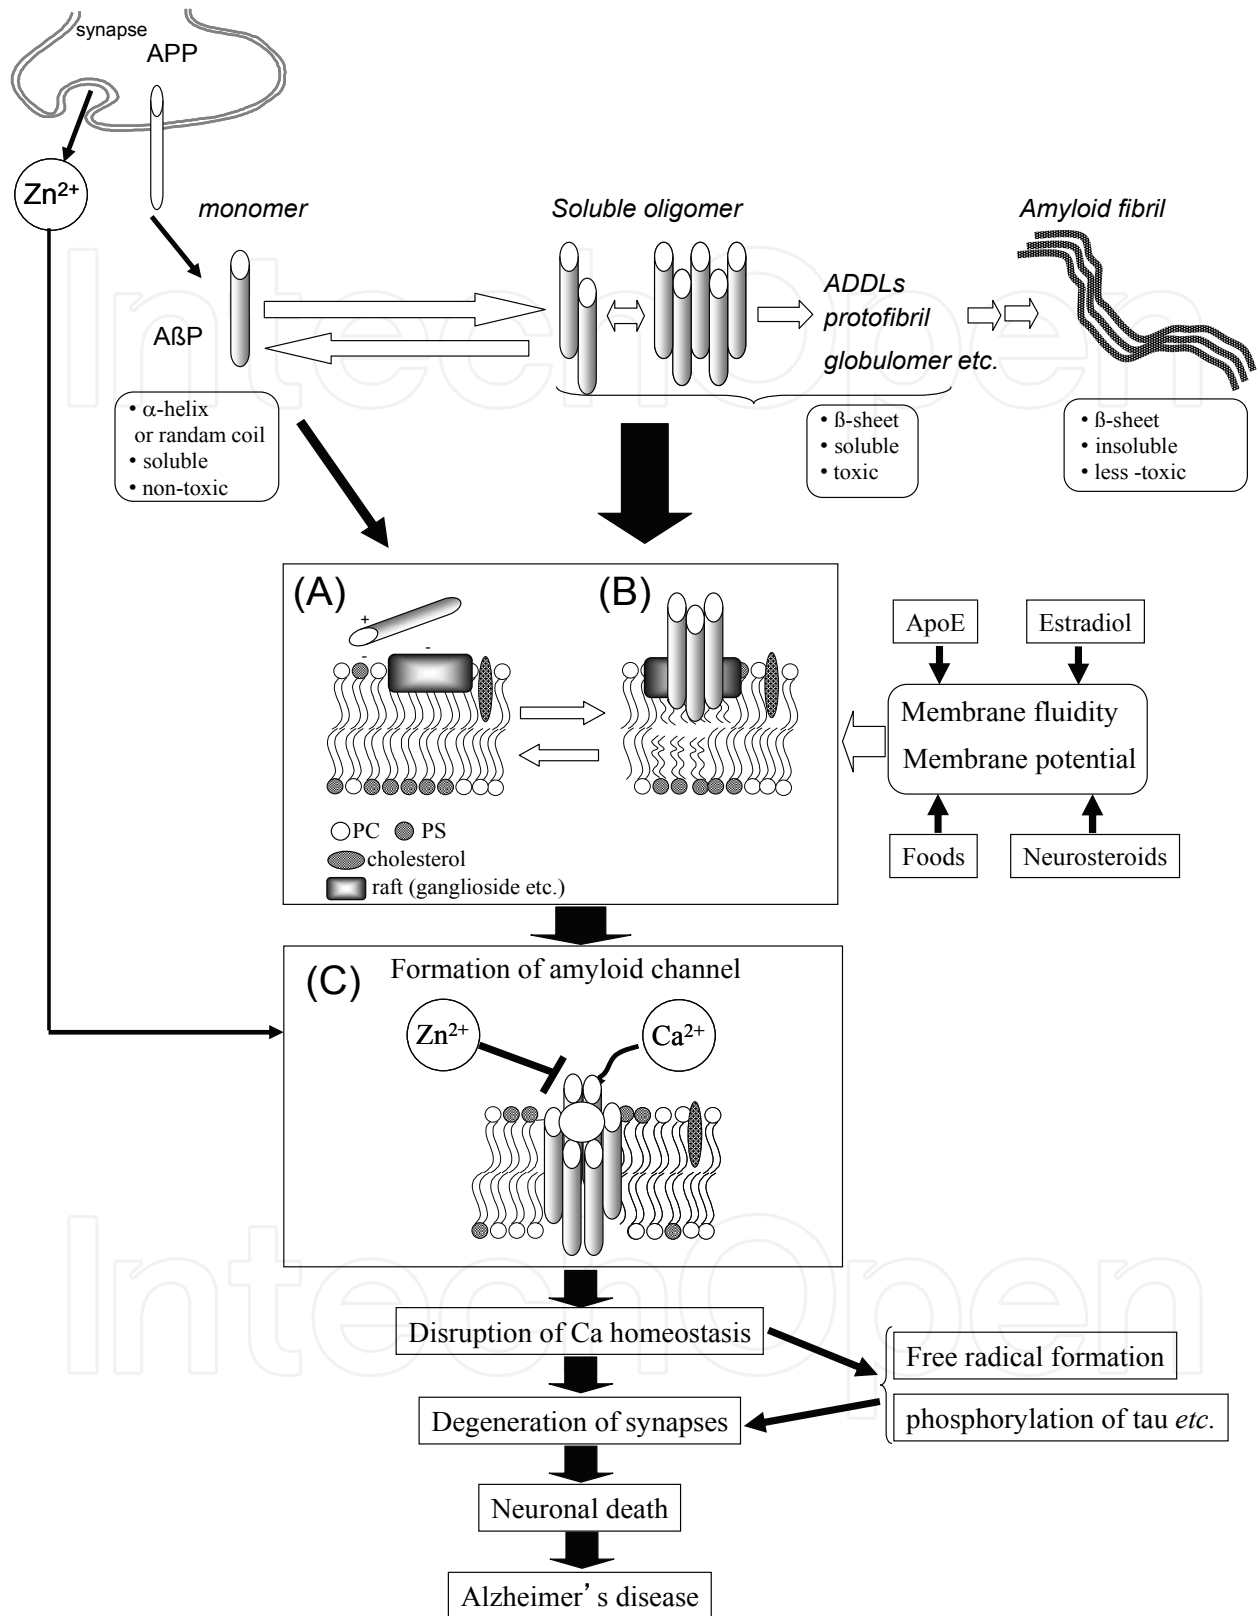 synapse
APP
Zn2+
monomer
Soluble oligomer
Amyloid fibril
AßP
ADDLs
protofibril
globulomer etc.
• α-helix
or randam coil
• soluble
• non-toxic
• ß-sheet
• soluble
• toxic
• ß-sheet
• insoluble
• less -toxic
(A)
(B)
+
-
-
PC
PS
cholesterol
raft (ganglioside etc.)
ApoE
Estradiol
Membrane fluidity
Membrane potential
Foods
Neurosteroids
(C)
Formation of amyloid channel
Zn2+
Ca2+
Disruption of Ca homeostasis
Free radical formation
phosphorylation of tau etc.
Degeneration of synapses
Neuronal death
Alzheimer's disease
IntechOpen
IntechOpen